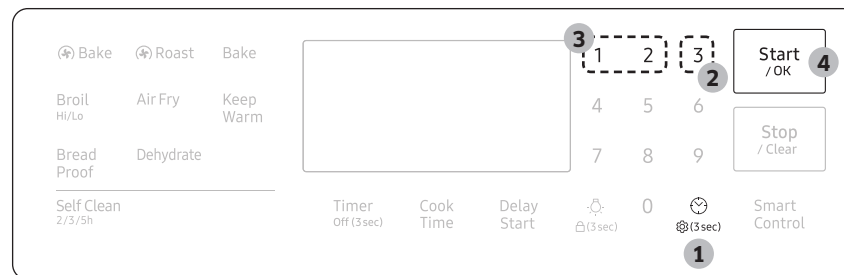 Bake
Roast
Bake
3
1
2
3
2
Start
/ OK
4
Broil
Hi/Lo
Air Fry
Keep
Warm
4
5
6
Stop
/ Clear
Bread
Proof
Dehydrate
7
8
9
Self Clean
2/3/5h
Timer
Off (3 sec)
Cook
Time
Delay
Start
(3 sec)
0
(3 sec)
Smart
Control
1